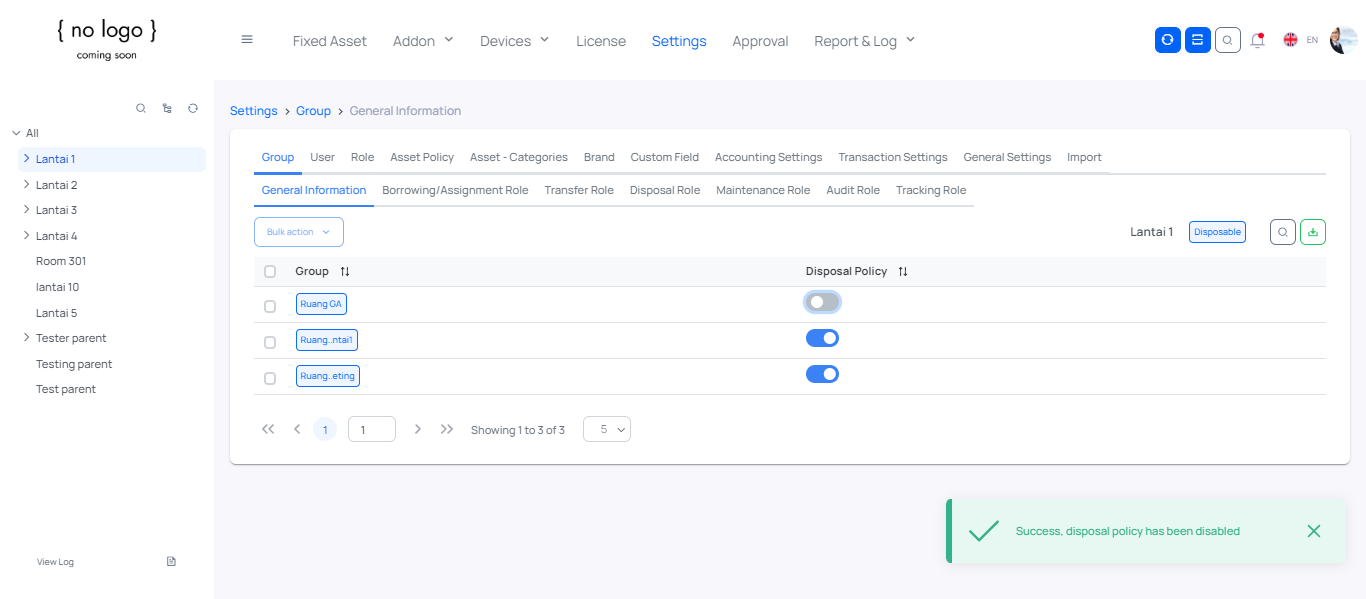 { no logo }
coming soon
Fixed Asset Addon Devices License Settings Approval Report & Log EN
All
Lantai 1
Lantai 2
Lantai 3
Lantai 4
Room 301
lantai 10
Lantai 5
Tester parent
Testing parent
Test parent
View Log
Settings > Group > General Information
Group User Role Asset Policy Asset - Categories Brand Custom Field Accounting Settings Transaction Settings General Settings Import
General Information Borrowing/Assignment Role Transfer Role Disposal Role Maintenance Role Audit Role Tracking Role
Bulk action Lantai 1 Disposable
Group Disposal Policy
Ruang GA
Ruang..ntai1
Ruang..eting
1 1 Showing 1 to 3 of 3 5
Success, disposal policy has been disabled